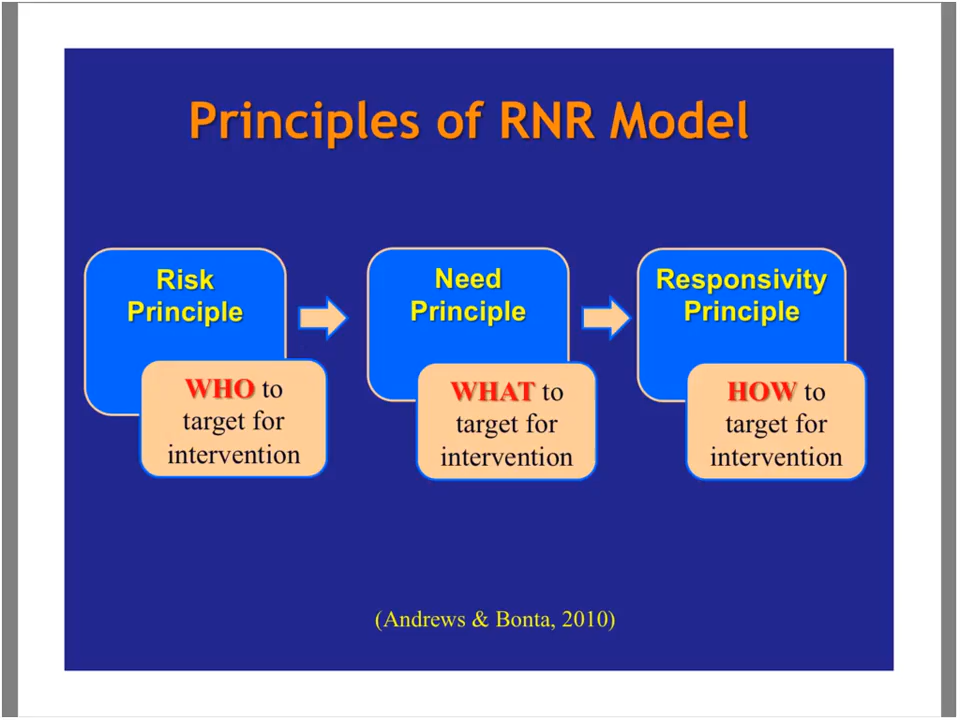 Principles of RNR Model
Risk
Principle
WHO to
target for
intervention
Need
Principle
WHAT to
target for
intervention
Responsivity
Principle
HOW to
target for
intervention
(Andrews & Bonta, 2010)